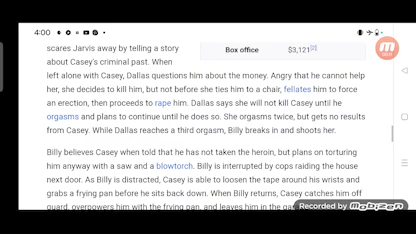 4:00
scares Jarvis away by telling a story
about Casey's criminal past. When
Box office $3,121[2]
left alone with Casey, Dallas questions him about the money. Angry that he cannot help
her, she decides to kill him, but not before she ties him to a chair, fellates him to force
an erection, then proceeds to rape him. Dallas says she will not kill Casey until he
orgasms and plans to continue until he does so. She orgasms twice, but gets no results
from Casey. While Dallas reaches a third orgasm, Billy breaks in and shoots her.
Billy believes Casey when told that he has not taken the heroin, but plans on torturing
him anyway with a saw and a blowtorch. Billy is interrupted by cops raiding the house
next door. As Billy is distracted, Casey is able to loosen the tape around his wrists and
grabs a frying pan before he sits back down. When Billy returns, Casey catches him off
guard, overpowers him with the frying pan, and leaves him in the
Recorded by Mobizen